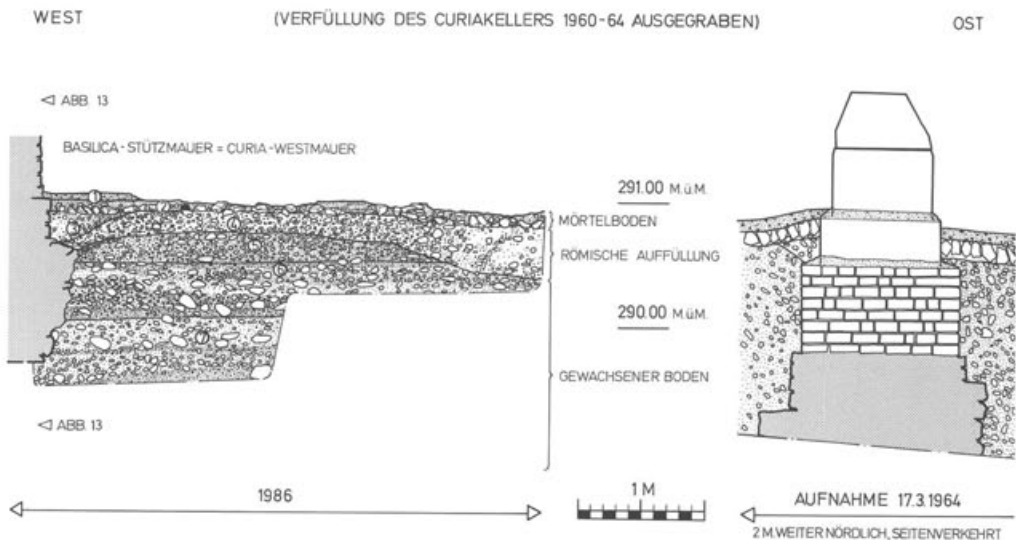 WEST
(VERFÜLLUNG DES CURIAKELLERS 1960-64 AUSGEGRABEN)
OST
◁ ABB. 13
BASILICA-STÜTZMAUER = CURIA-WESTMAUER
291.00 M.ü.M.
MÖRTELBODEN
RÖMISCHE AUFFÜLLUNG
290.00 M.ü.M.
GEWACHSENER BODEN
◁ ABB. 13
1986
1 M
AUFNAHME 17.3.1964
2 M. WEITER NÖRDLICH, SEITENVERKEHRT